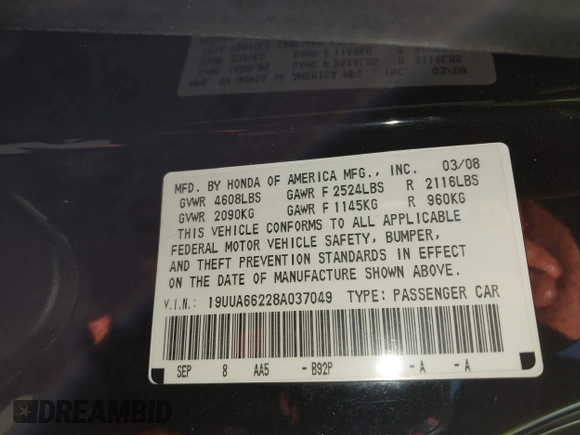 MFD. BY HONDA OF AMERICA MFG., INC. 03/08
GVWR 4608LBS GAWR F 2524LBS R 2116LBS
GVWR 2090KG GAWR F 1145KG R 960KG
THIS VEHICLE CONFORMS TO ALL APPLICABLE
FEDERAL MOTOR VEHICLE SAFETY, BUMPER,
AND THEFT PREVENTION STANDARDS IN EFFECT
ON THE DATE OF MANUFACTURE SHOWN ABOVE.
V.I.N.: 19UUA66228A037049 TYPE: PASSENGER CAR
SEP 8 AA5 -B92P -A -A
DREAMBID